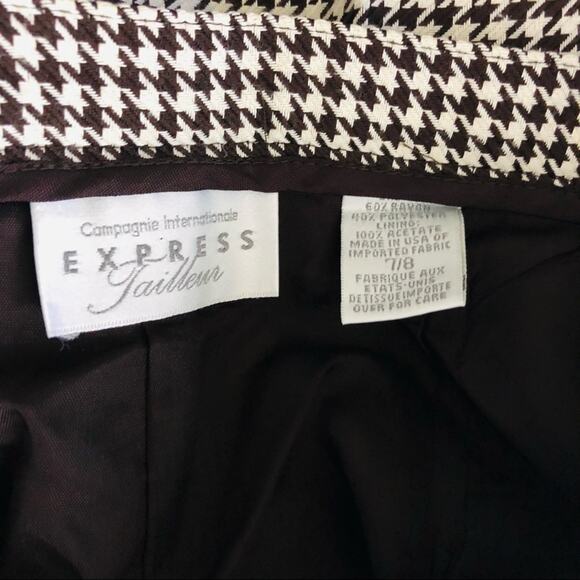 Campagnie Internationale
EXPRESS
Tailleur
60% RAYON
40% POLYESTER
LINING:
100% ACETATE
MADE IN USA OF
IMPORTED FABRIC
7/8
FABRIQUE AUX
ETATS-UNIS
DETISSUEIMPORTE
OVER FOR CARE